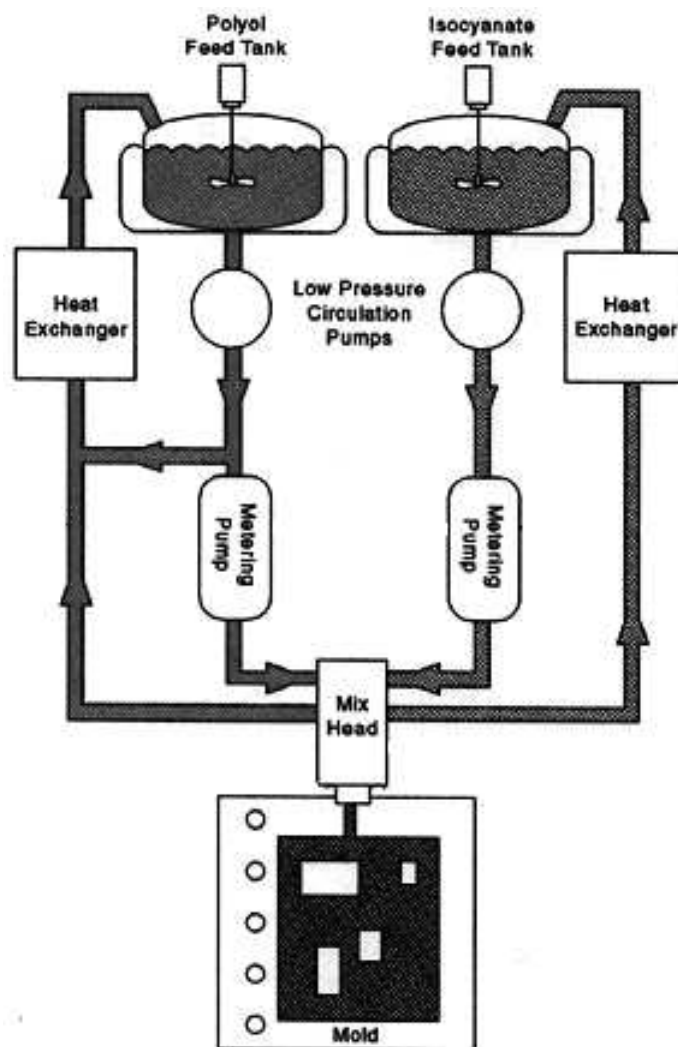 Polyol
Feed Tank
Isocyanate
Feed Tank
Heat
Exchanger
Low Pressure
Circulation
Pumps
Heat
Exchanger
Metering
Pump
Metering
Pump
Mix
Head
Mold